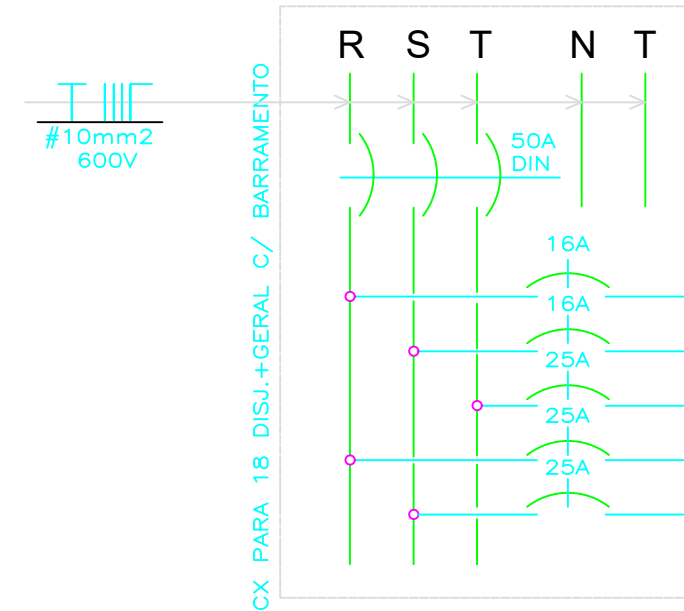 R S T N T
#10mm2
600V
CX PARA 18 DISJ.+GERAL C/ BARRAMENTO
50A
DIN
16A
16A
25A
25A
25A